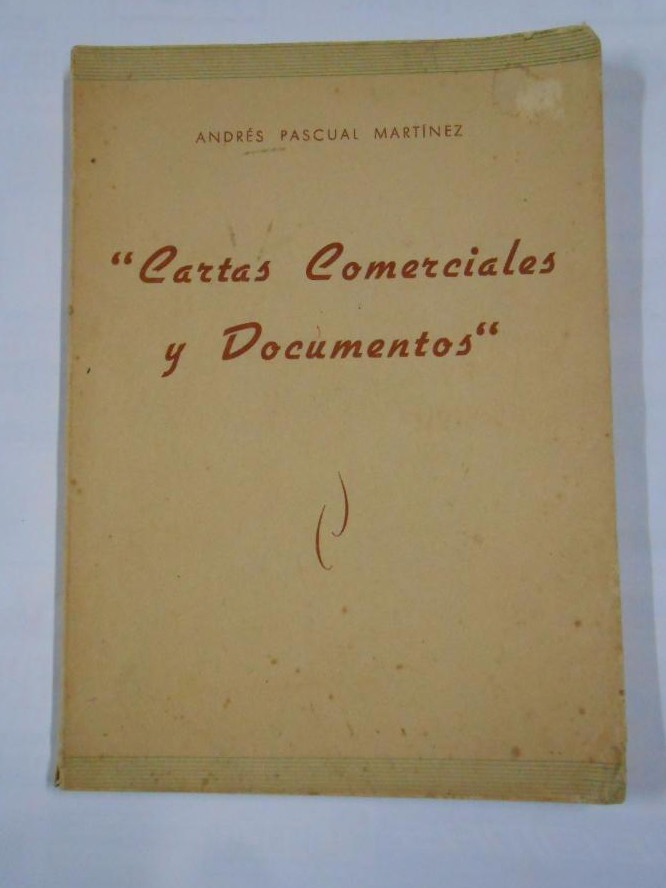 ANDRÉS PASCUAL MARTÍNEZ
“Cartas Comerciales
y Documentos“